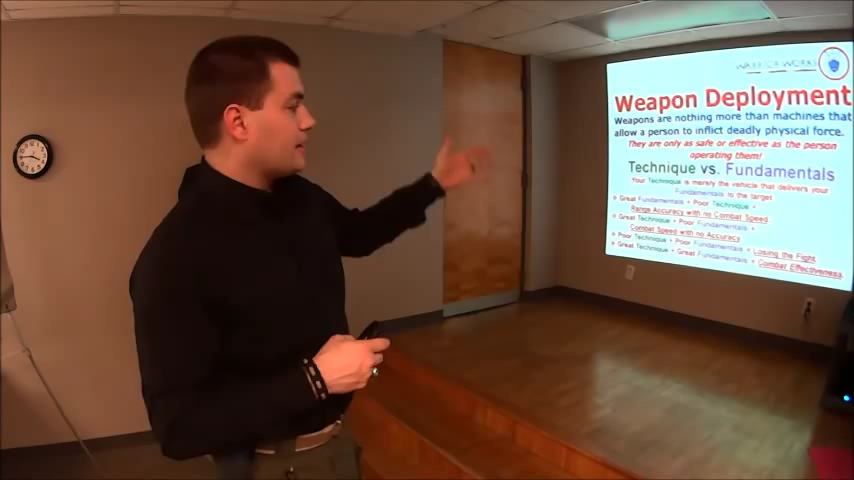 WARRIOR WORKS
Weapon Deployment
Weapons are nothing more than machines that
allow a person to inflict deadly physical force.
They are only as safe or effective as the person
operating them!
Technique vs. Fundamentals
Your Technique is merely the vehicle that delivers your
Fundamentals to the target
Great Fundamentals + Poor Technique =
Range Accuracy with no Combat Speed
Great Technique + Poor Fundamentals =
Combat Speed with no Accuracy
Poor Technique + Poor Fundamentals = Losing the Fight
Great Technique + Great Fundamentals = Combat Effectiveness